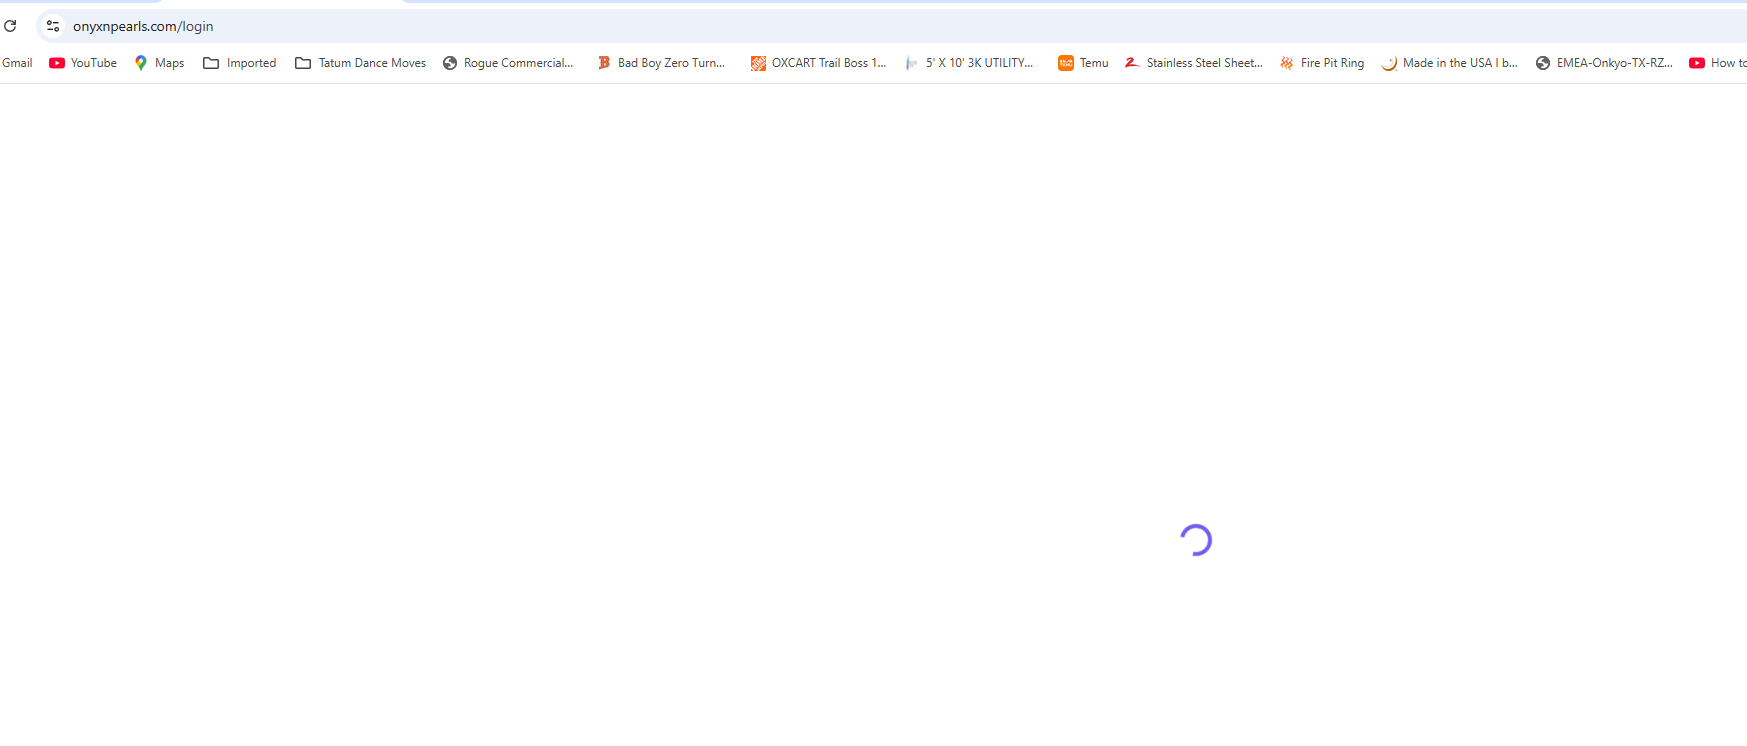 onyxnpearls.com/login
Gmail YouTube Maps Imported Tatum Dance Moves Rogue Commercial... Bad Boy Zero Turn... OXCART Trail Boss 1... 5' X 10' 3K UTILITY... Temu Stainless Steel Sheet... Fire Pit Ring Made in the USA I b... EMEA-Onkyo-TX-RZ... How to